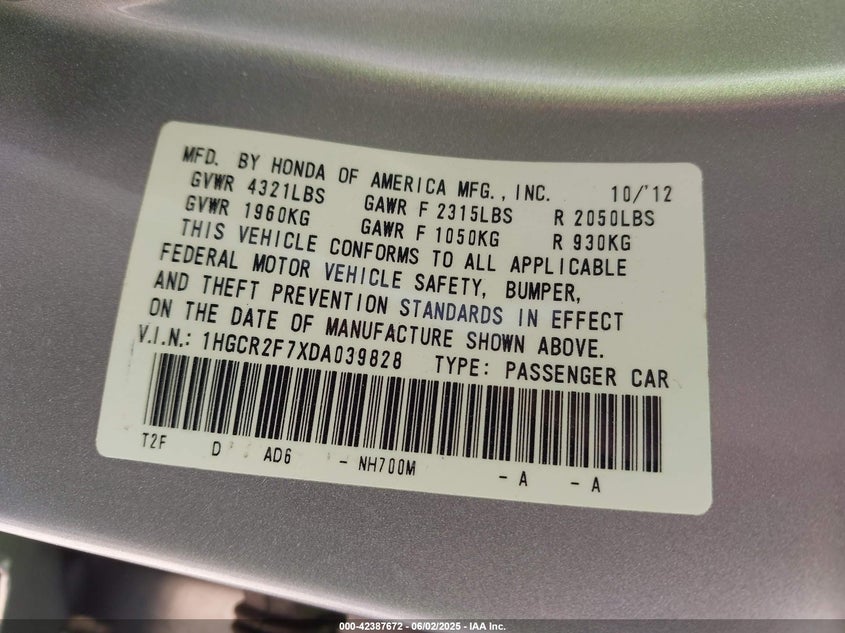 MFD. BY HONDA OF AMERICA MFG., INC. 10/'12
GVWR 4321LBS GAWR F 2315LBS R 2050LBS
GVWR 1960KG GAWR F 1050KG R 930KG
THIS VEHICLE CONFORMS TO ALL APPLICABLE
FEDERAL MOTOR VEHICLE SAFETY, BUMPER,
AND THEFT PREVENTION STANDARDS IN EFFECT
ON THE DATE OF MANUFACTURE SHOWN ABOVE.
V.I.N.: 1HGCR2F7XDA039828 TYPE: PASSENGER CAR
T2F D AD6 - NH700M - A - A
000-42387672 - 06/02/2025 - IAA Inc.